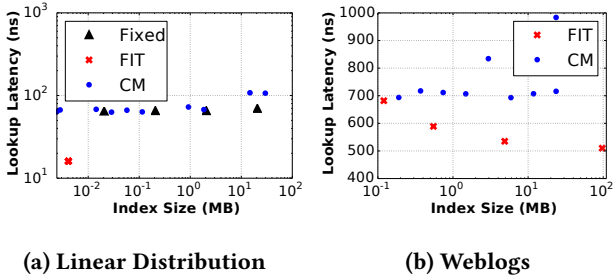 10³
10²
10¹
Lookup Latency (ns)
Fixed
FIT
CM
10⁻² 10⁻¹ 10⁰ 10¹ 10²
Index Size (MB)
(a) Linear Distribution
1000
900
800
700
600
500
400
Lookup Latency (ns)
FIT
CM
10⁻¹ 10⁰ 10¹ 10²
Index Size (MB)
(b) Weblogs